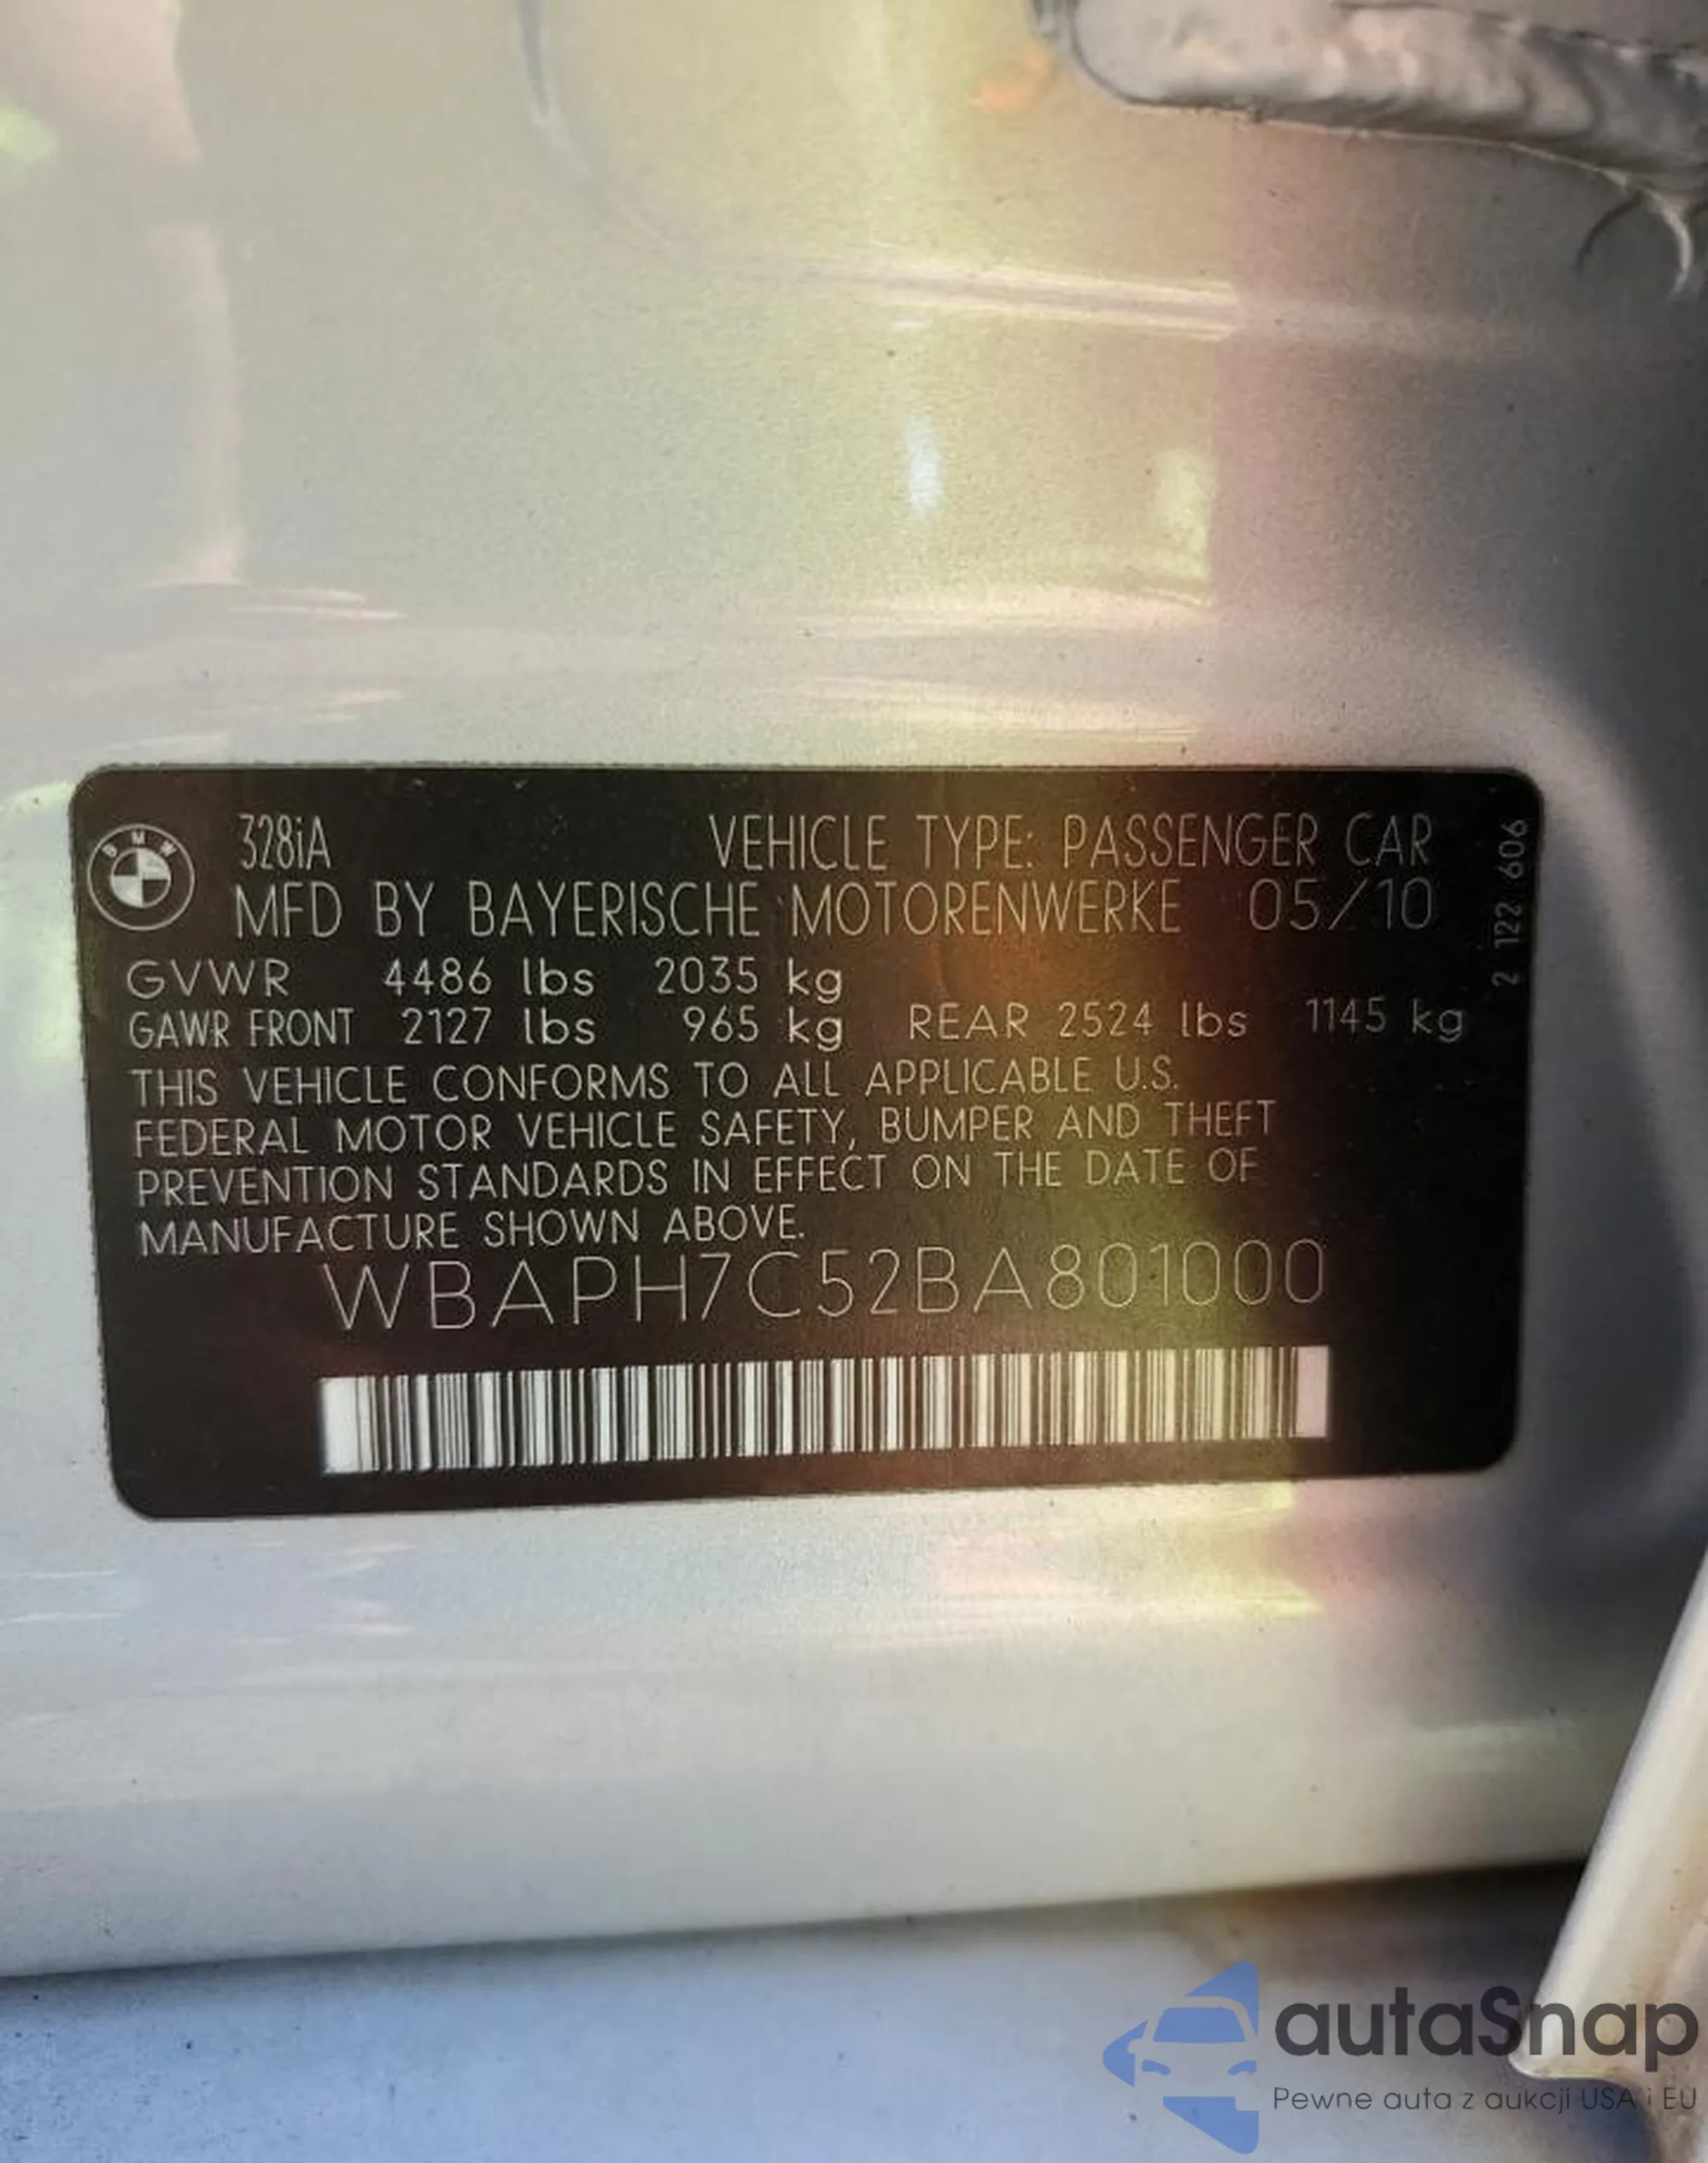 BMW
328iA VEHICLE TYPE: PASSENGER CAR
MFD BY BAYERISCHE MOTORENWERKE 05/10
GVWR 4486 lbs 2035 kg
GAWR FRONT 2127 lbs 965 kg REAR 2524 lbs 1145 kg
THIS VEHICLE CONFORMS TO ALL APPLICABLE U.S.
FEDERAL MOTOR VEHICLE SAFETY, BUMPER AND THEFT
PREVENTION STANDARDS IN EFFECT ON THE DATE OF
MANUFACTURE SHOWN ABOVE.
WBAPH7C52BA801000
2 122 606
autaSnap
Pewne auta z aukcji USA i EU